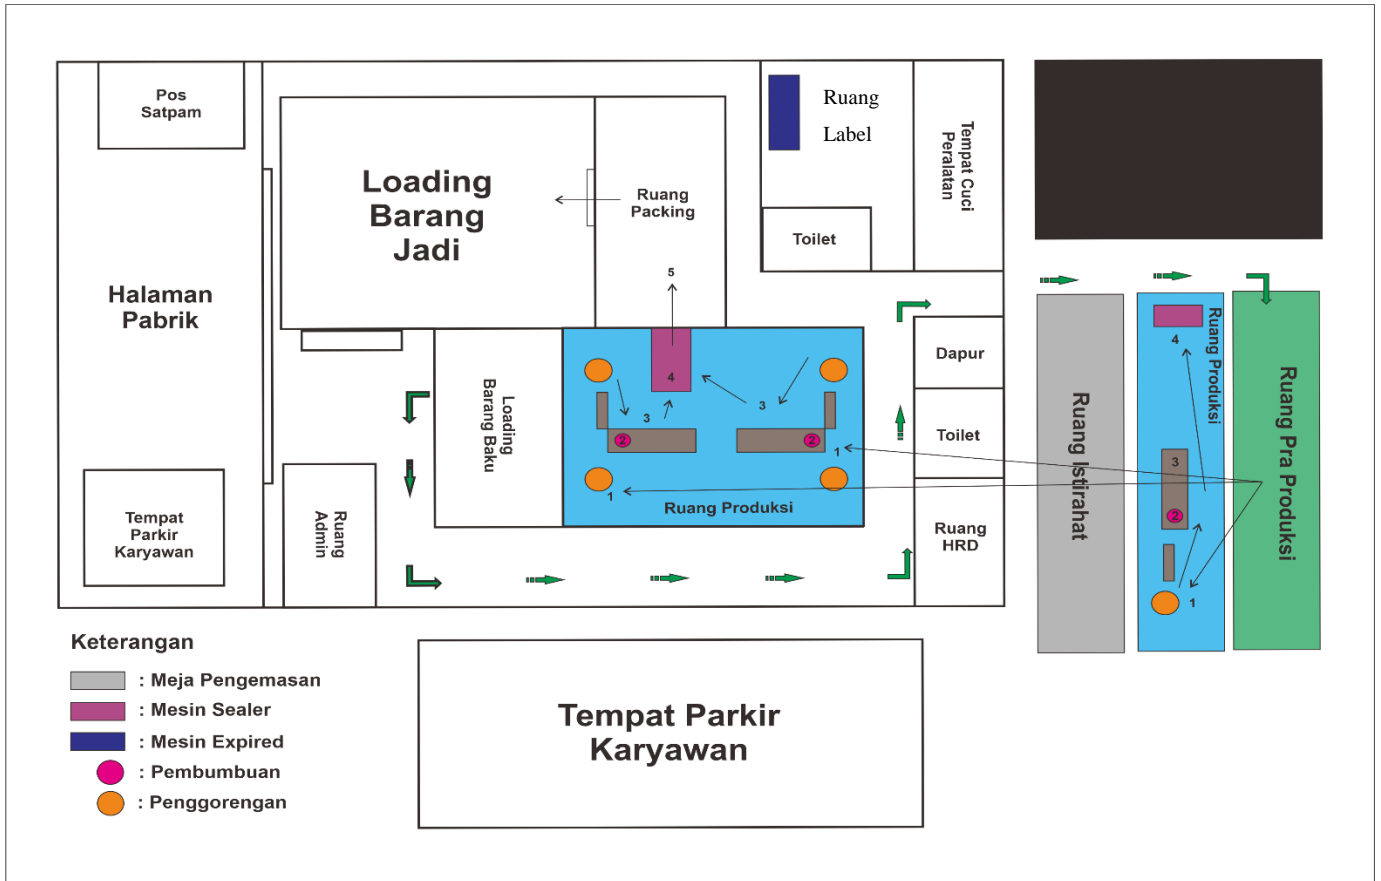 Pos
Satpam
Ruang
Label
Tempat Cuci
Peralatan
Loading
Barang
Jadi
Ruang
Packing
Toilet
Halaman
Pabrik
5
Dapur
Toilet
Ruang
HRD
Loading
Barang Baku
4
3
3
2
2
1
1
Ruang Produksi
Tempat
Parkir
Karyawan
Ruang
Admin
Ruang Istirahat
Ruang Produksi
4
3
2
1
Ruang Pra Produksi
Keterangan
: Meja Pengemasan
: Mesin Sealer
: Mesin Expired
: Pembumbuan
: Penggorengan
Tempat Parkir
Karyawan